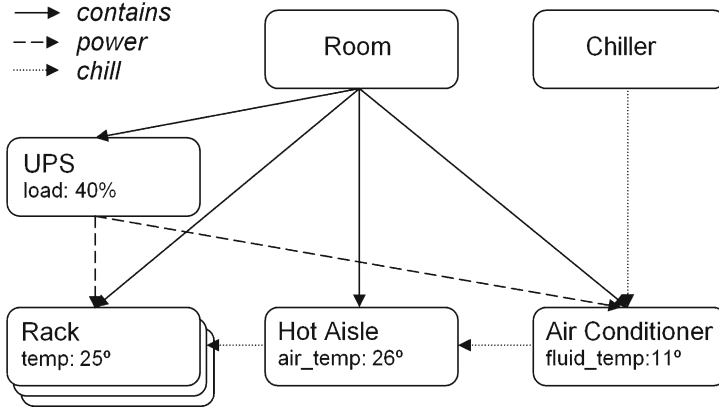 contains
power
chill
Room
Chiller
UPS
load: 40%
Rack
temp: 25º
Hot Aisle
air_temp: 26º
Air Conditioner
fluid_temp:11º